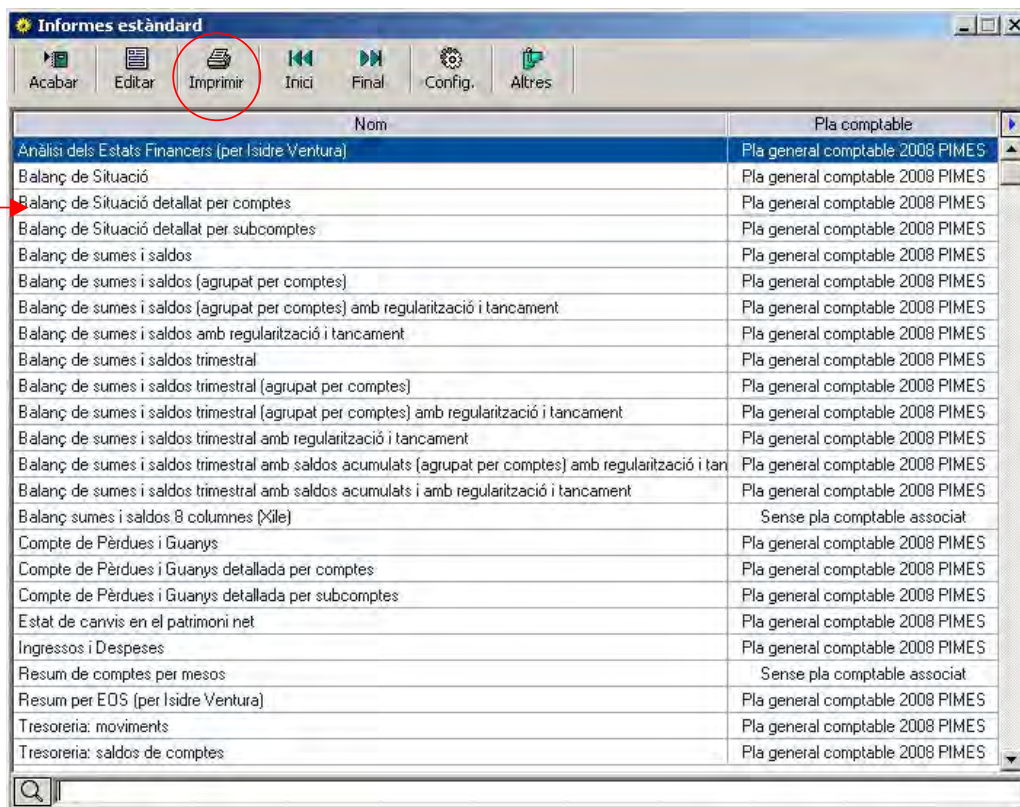 Informes estàndard
Acabar Editar Imprimir Inici Final Config. Altres
Nom Pla comptable
Anàlisi dels Estats Financers (per Isidre Ventura) Pla general comptable 2008 PIMES
Balanç de Situació Pla general comptable 2008 PIMES
Balanç de Situació detallat per comptes Pla general comptable 2008 PIMES
Balanç de Situació detallat per subcomptes Pla general comptable 2008 PIMES
Balanç de sumes i saldos Pla general comptable 2008 PIMES
Balanç de sumes i saldos (agrupat per comptes) Pla general comptable 2008 PIMES
Balanç de sumes i saldos (agrupat per comptes) amb regularització i tancament Pla general comptable 2008 PIMES
Balanç de sumes i saldos amb regularització i tancament Pla general comptable 2008 PIMES
Balanç de sumes i saldos trimestral Pla general comptable 2008 PIMES
Balanç de sumes i saldos trimestral (agrupat per comptes) Pla general comptable 2008 PIMES
Balanç de sumes i saldos trimestral (agrupat per comptes) amb regularització i tancament Pla general comptable 2008 PIMES
Balanç de sumes i saldos trimestral amb regularització i tancament Pla general comptable 2008 PIMES
Balanç de sumes i saldos trimestral amb saldos acumulats (agrupat per comptes) amb regularització i tan Pla general comptable 2008 PIMES
Balanç de sumes i saldos trimestral amb saldos acumulats i amb regularització i tancament Pla general comptable 2008 PIMES
Balanç sumes i saldos 8 columnes (Xile) Sense pla comptable associat
Compte de Pèrdues i Guanys Pla general comptable 2008 PIMES
Compte de Pèrdues i Guanys detallada per comptes Pla general comptable 2008 PIMES
Compte de Pèrdues i Guanys detallada per subcomptes Pla general comptable 2008 PIMES
Estat de canvis en el patrimoni net Pla general comptable 2008 PIMES
Ingressos i Despeses Pla general comptable 2008 PIMES
Resum de comptes per mesos Sense pla comptable associat
Resum per EOS (per Isidre Ventura) Pla general comptable 2008 PIMES
Tresoreria: moviments Pla general comptable 2008 PIMES
Tresoreria: saldos de comptes Pla general comptable 2008 PIMES